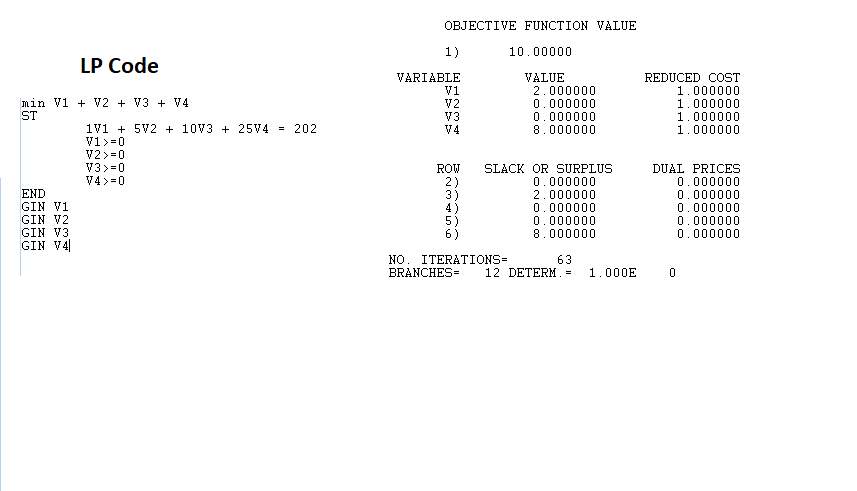 LP Code
min V1 + V2 + V3 + V4
ST
1V1 + 5V2 + 10V3 + 25V4 = 202
V1>=0
V2>=0
V3>=0
V4>=0
END
GIN V1
GIN V2
GIN V3
GIN V4
OBJECTIVE FUNCTION VALUE
1) 10.00000
VARIABLE VALUE REDUCED COST
V1 2.000000 1.000000
V2 0.000000 1.000000
V3 0.000000 1.000000
V4 8.000000 1.000000
ROW SLACK OR SURPLUS DUAL PRICES
2) 0.000000 0.000000
3) 2.000000 0.000000
4) 0.000000 0.000000
5) 0.000000 0.000000
6) 8.000000 0.000000
NO. ITERATIONS= 63
BRANCHES= 12 DETERM.= 1.000E 0